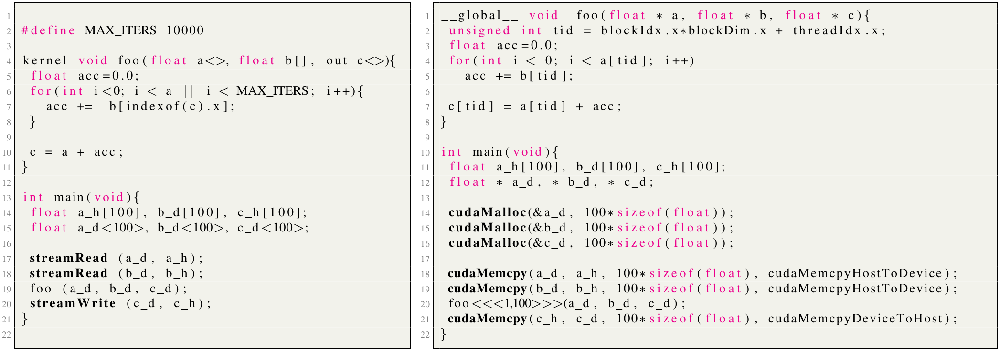 1
2 #define MAX_ITERS 10000
3
4 kernel void foo(float a<>, float b[], out c<>){
5 float acc=0.0;
6 for(int i<0; i < a || i < MAX_ITERS; i++){
7 acc += b[indexof(c).x];
8 }
9
10 c = a + acc;
11 }
12
13 int main(void){
14 float a_h[100], b_d[100], c_h[100];
15 float a_d<100>, b_d<100>, c_d<100>;
16
17 streamRead (a_d, a_h);
18 streamRead (b_d, b_h);
19 foo (a_d, b_d, c_d);
20 streamWrite (c_d, c_h);
21 }
22
1 __global__ void foo(float * a, float * b, float * c){
2 unsigned int tid = blockIdx.x*blockDim.x + threadIdx.x;
3 float acc=0.0;
4 for(int i < 0; i < a[tid]; i++)
5 acc += b[tid];
6
7 c[tid] = a[tid] + acc;
8 }
9
10 int main(void){
11 float a_h[100], b_d[100], c_h[100];
12 float * a_d, * b_d, * c_d;
13
14 cudaMalloc(&a_d, 100*sizeof(float));
15 cudaMalloc(&b_d, 100*sizeof(float));
16 cudaMalloc(&c_d, 100*sizeof(float));
17
18 cudaMemcpy(a_d, a_h, 100*sizeof(float), cudaMemcpyHostToDevice);
19 cudaMemcpy(b_d, b_h, 100*sizeof(float), cudaMemcpyHostToDevice);
20 foo<<<1,100>>>(a_d, b_d, c_d);
21 cudaMemcpy(c_h, c_d, 100*sizeof(float), cudaMemcpyDeviceToHost);
22 }